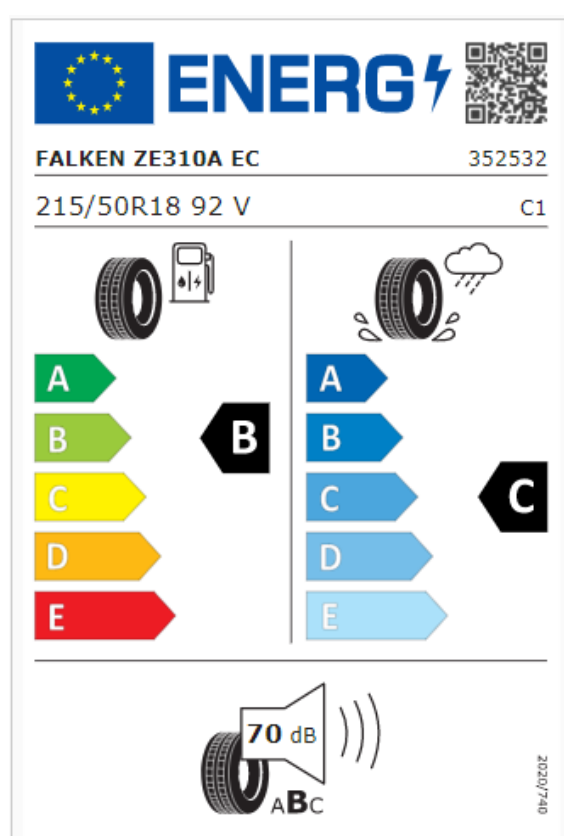 ENERG
FALKEN ZE310A EC 352532
215/50R18 92 V C1
A A
B B B
C C C
D D
E E
70 dB
ABC
2020/740